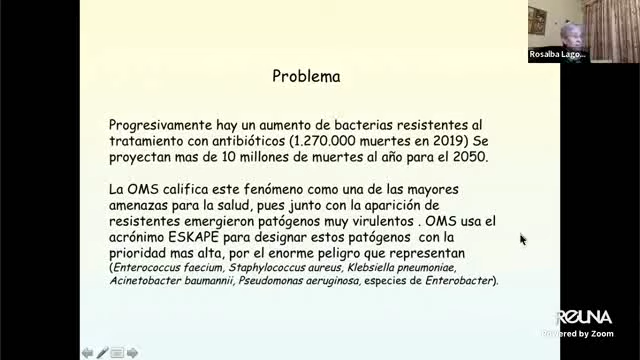 Rosalba Lago...
Problema
Progresivamente hay un aumento de bacterias resistentes al
tratamiento con antibióticos (1.270.000 muertes en 2019) Se
proyectan mas de 10 millones de muertes al año para el 2050.
La OMS califica este fenómeno como una de las mayores
amenazas para la salud, pues junto con la aparición de
resistentes emergieron patógenos muy virulentos . OMS usa el
acrónimo ESKAPE para designar estos patógenos con la
prioridad mas alta, por el enorme peligro que representan
(Enterococcus faecium, Staphylococcus aureus, Klebsiella pneumoniae,
Acinetobacter baumannii, Pseudomonas aeruginosa, especies de Enterobacter).
REUNA
Powered by Zoom